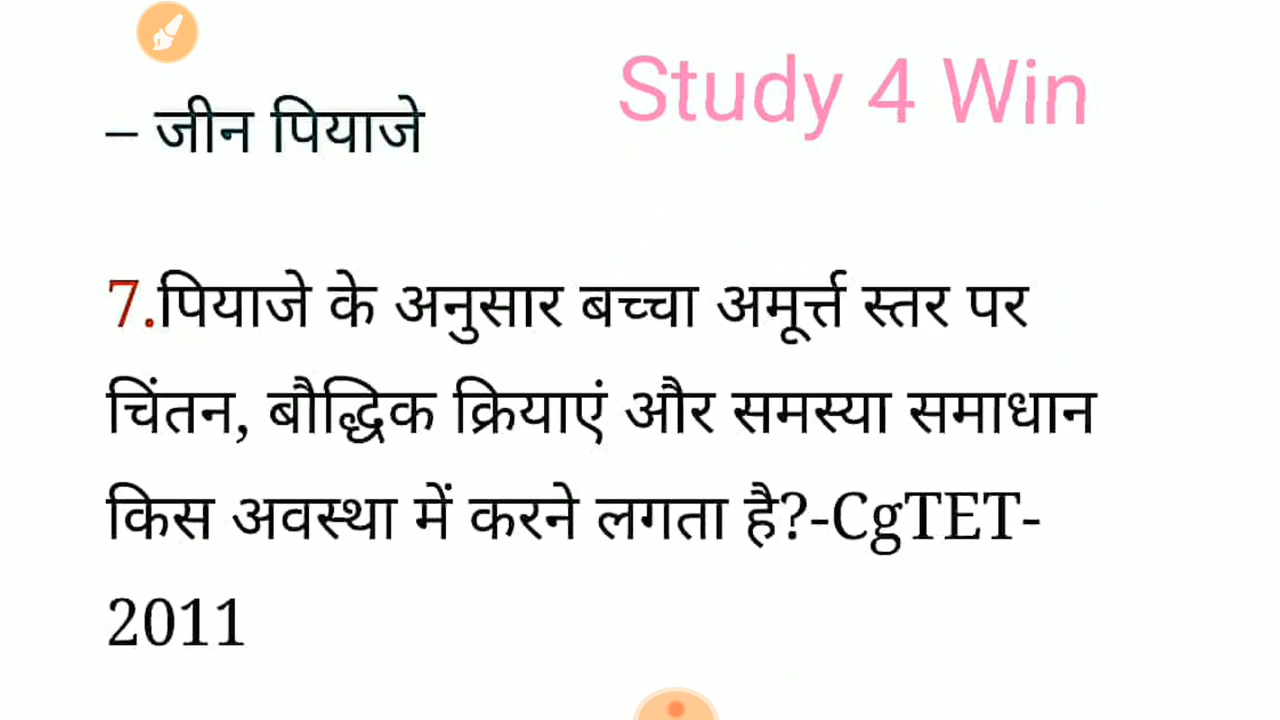 Study 4 Win
– जीन पियाजे
7.पियाजे के अनुसार बच्चा अमूर्त्त स्तर पर
चिंतन, बौद्धिक क्रियाएं और समस्या समाधान
किस अवस्था में करने लगता है?-CgTET-
2011